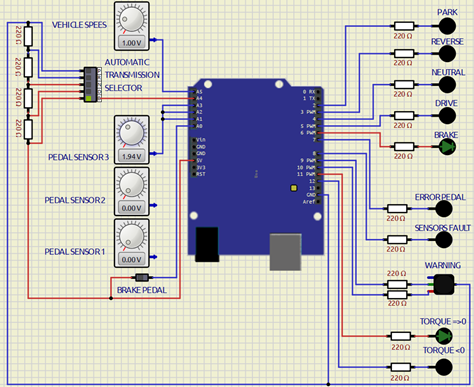 VEHICLE SPEES
1.00 V
220 Ω
220 Ω
220 Ω
220 Ω
AUTOMATIC
TRANSMISSION
SELECTOR
PEDAL SENSOR 3
1.94 V
PEDAL SENSOR 2
0.00 V
PEDAL SENSOR 1
0.00 V
BRAKE PEDAL
A5
A4
A3
A2
A1
A0
Vin
GND
GND
5V
3V3
RST
0 RX
1 TX
2
3 PWM
4
5 PWM
6 PWM
7
8
9 PWM
10 PWM
11 PWM
12
13
GND
Aref
PARK
220 Ω
REVERSE
220 Ω
NEUTRAL
220 Ω
DRIVE
220 Ω
BRAKE
220 Ω
ERROR PEDAL
220 Ω
SENSORS FAULT
220 Ω
WARNING
220 Ω
220 Ω
TORQUE =>0
220 Ω
TORQUE <0
220 Ω